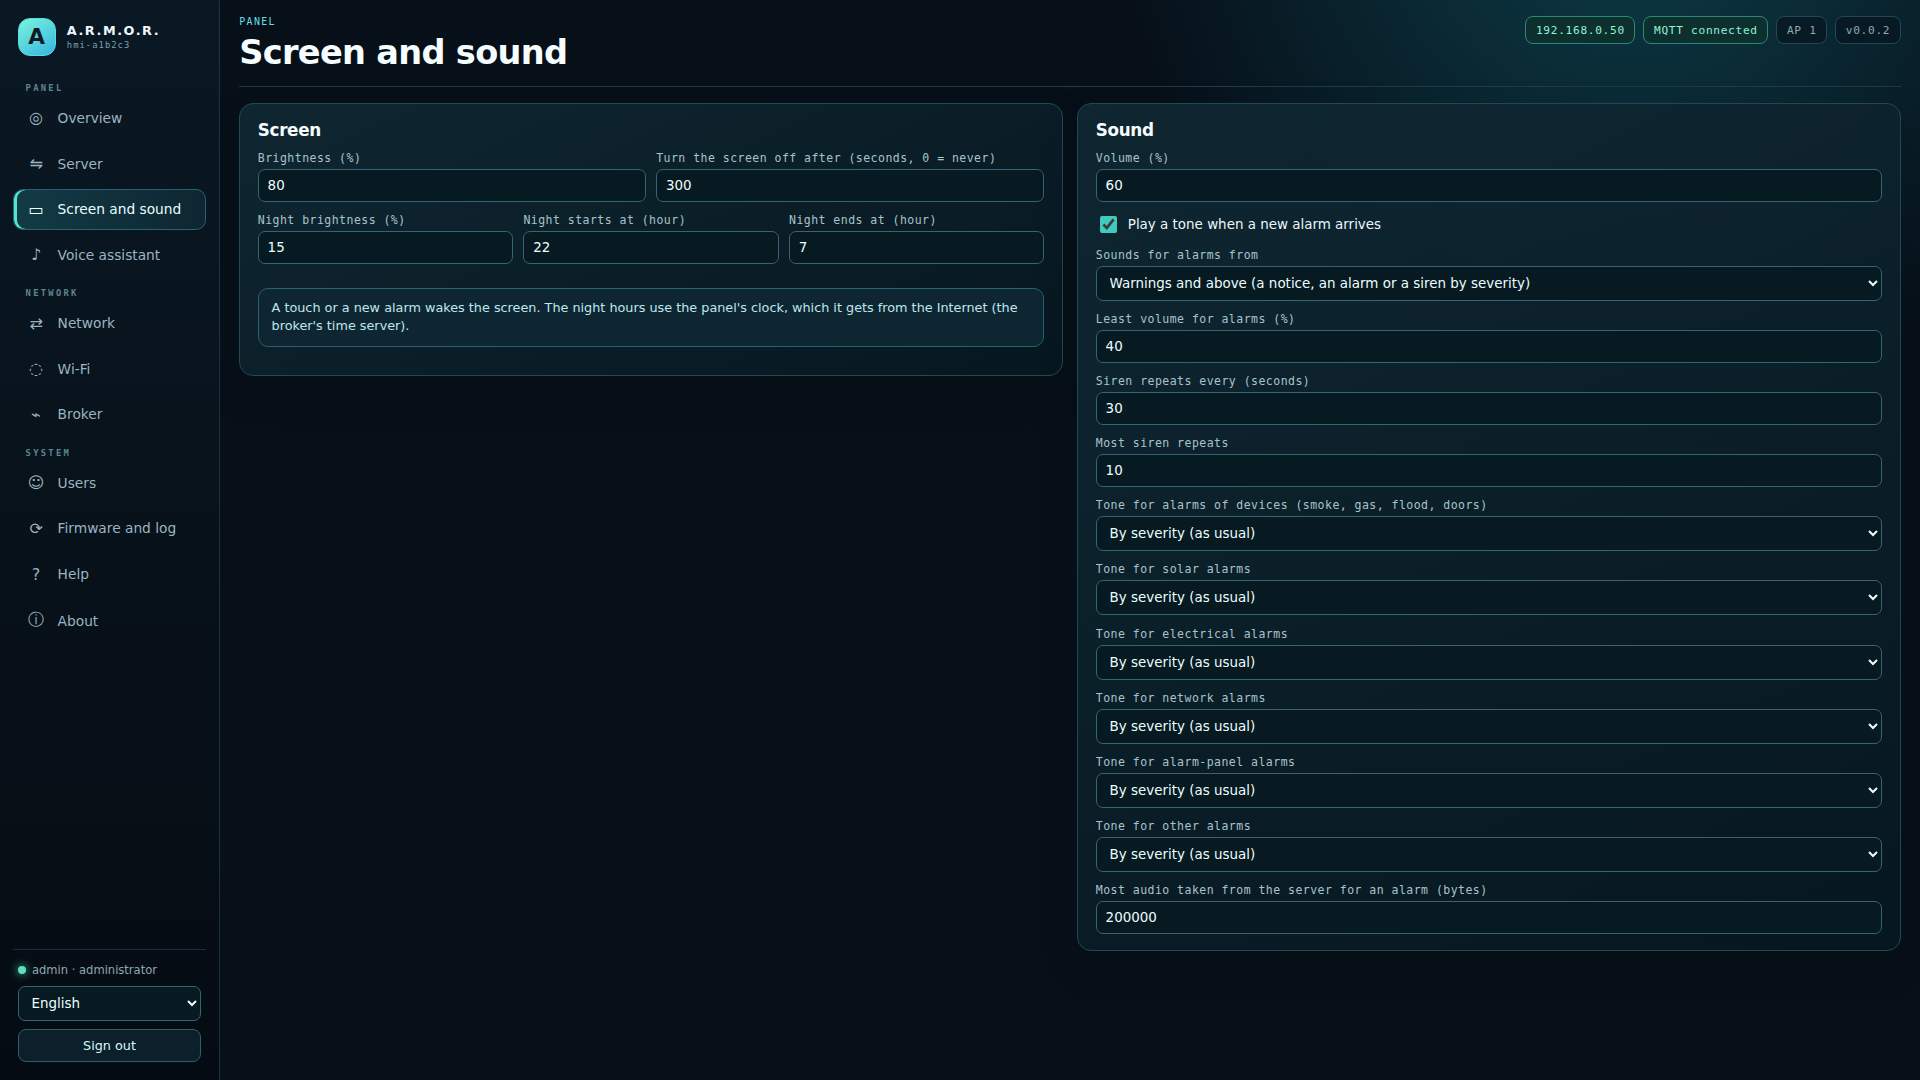 A
A.R.M.O.R.
hmi-a1b2c3
PANEL
Overview
Server
Screen and sound
Voice assistant
NETWORK
Network
Wi-Fi
Broker
SYSTEM
Users
Firmware and log
? Help
About
admin · administrator
English
Sign out
PANEL
Screen and sound
192.168.0.50
MQTT connected
AP 1
v0.0.2
Screen
Brightness (%)
80
Turn the screen off after (seconds, 0 = never)
300
Night brightness (%)
15
Night starts at (hour)
22
Night ends at (hour)
7
A touch or a new alarm wakes the screen. The night hours use the panel's clock, which it gets from the Internet (the
broker's time server).
Sound
Volume (%)
60
Play a tone when a new alarm arrives
Sounds for alarms from
Warnings and above (a notice, an alarm or a siren by severity)
Least volume for alarms (%)
40
Siren repeats every (seconds)
30
Most siren repeats
10
Tone for alarms of devices (smoke, gas, flood, doors)
By severity (as usual)
Tone for solar alarms
By severity (as usual)
Tone for electrical alarms
By severity (as usual)
Tone for network alarms
By severity (as usual)
Tone for alarm-panel alarms
By severity (as usual)
Tone for other alarms
By severity (as usual)
Most audio taken from the server for an alarm (bytes)
200000